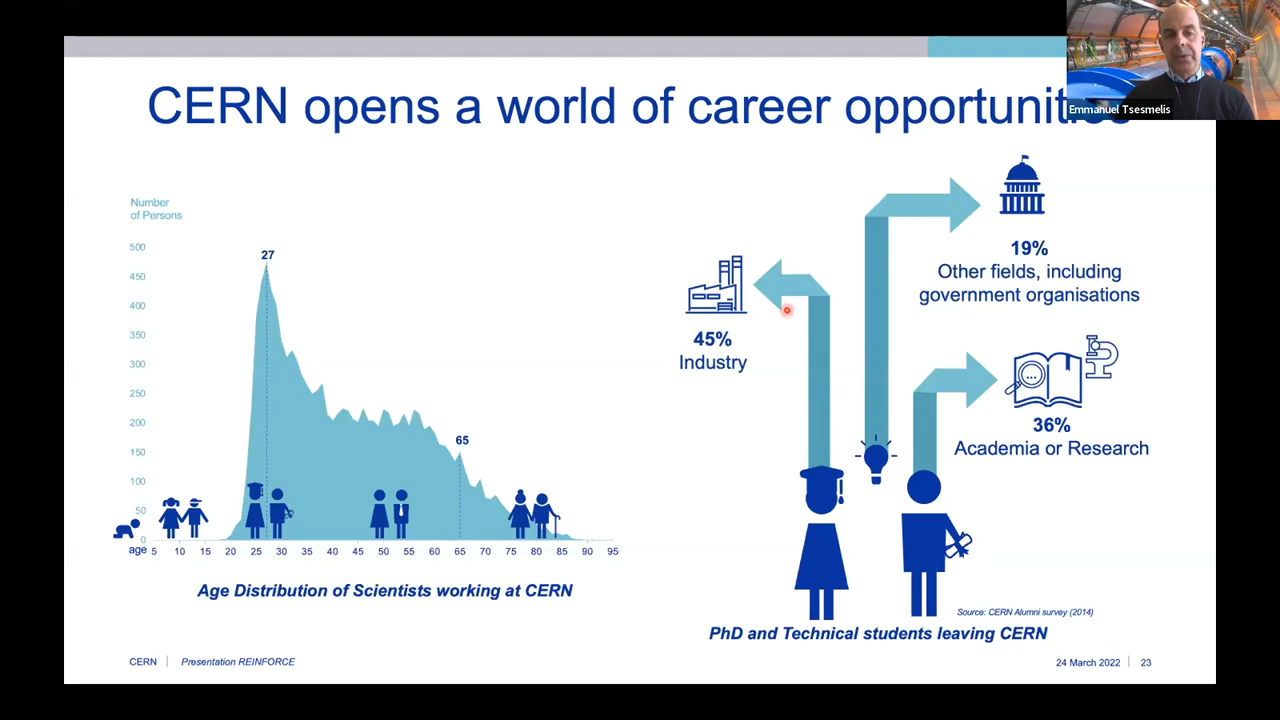 CERN opens a world of career opportunities
Emmanuel Tsesmelis
Number
of Persons
500
450
400
350
300
250
200
150
100
50
0
27
65
age 5 10 15 20 25 30 35 40 45 50 55 60 65 70 75 80 85 90 95
Age Distribution of Scientists working at CERN
19%
Other fields, including
government organisations
45%
Industry
36%
Academia or Research
Source: CERN Alumni survey (2014)
PhD and Technical students leaving CERN
CERN | Presentation REINFORCE
24 March 2022 | 23